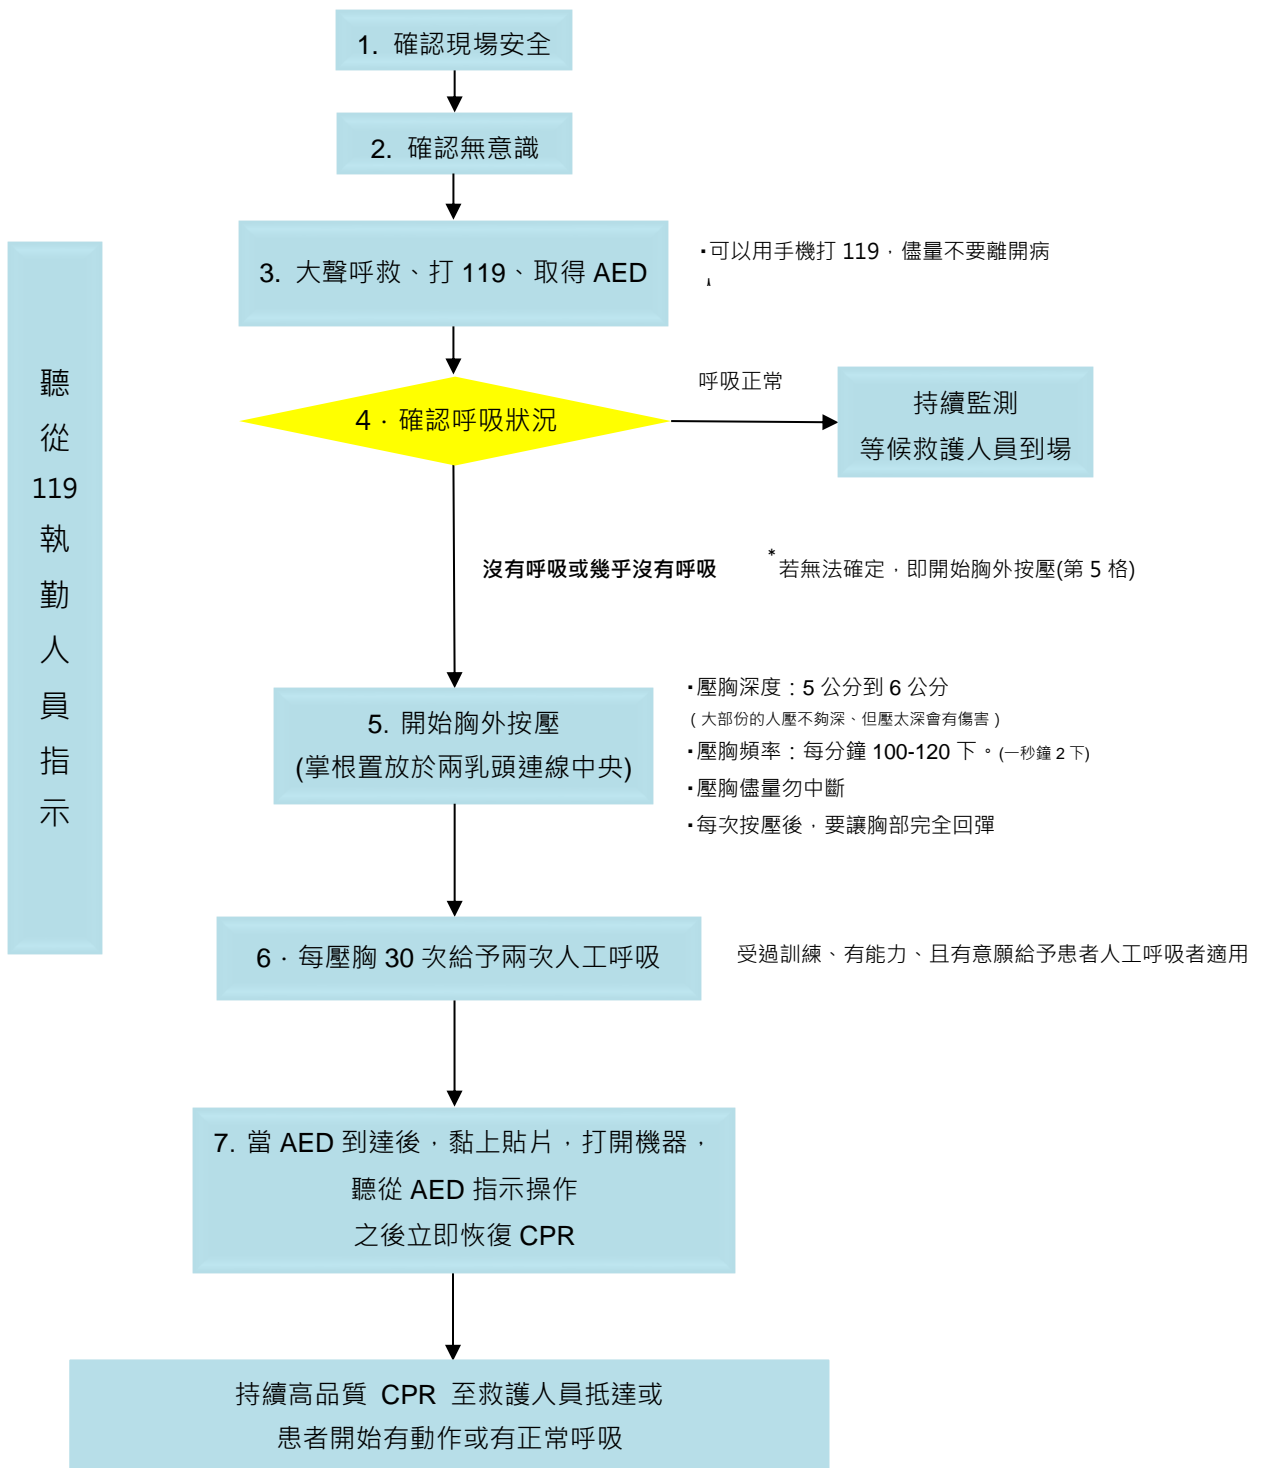 1. 確認現場安全
2. 確認無意識
3. 大聲呼救、打 119、取得 AED
▪可以用手機打 119，儘量不要離開病
4．確認呼吸狀況
呼吸正常
持續監測
等候救護人員到場
聽
從
119
執
勤
人
員
指
示
沒有呼吸或幾乎沒有呼吸
*若無法確定，即開始胸外按壓(第 5 格)
5. 開始胸外按壓
(掌根置放於兩乳頭連線中央)
▪壓胸深度：5 公分到 6 公分
（大部份的人壓不夠深、但壓太深會有傷害）
▪壓胸頻率：每分鐘 100-120 下。(一秒鐘 2 下)
▪壓胸儘量勿中斷
▪每次按壓後，要讓胸部完全回彈
6．每壓胸 30 次給予兩次人工呼吸
受過訓練、有能力、且有意願給予患者人工呼吸者適用
7. 當 AED 到達後，黏上貼片，打開機器，
聽從 AED 指示操作
之後立即恢復 CPR
持續高品質 CPR 至救護人員抵達或
患者開始有動作或有正常呼吸